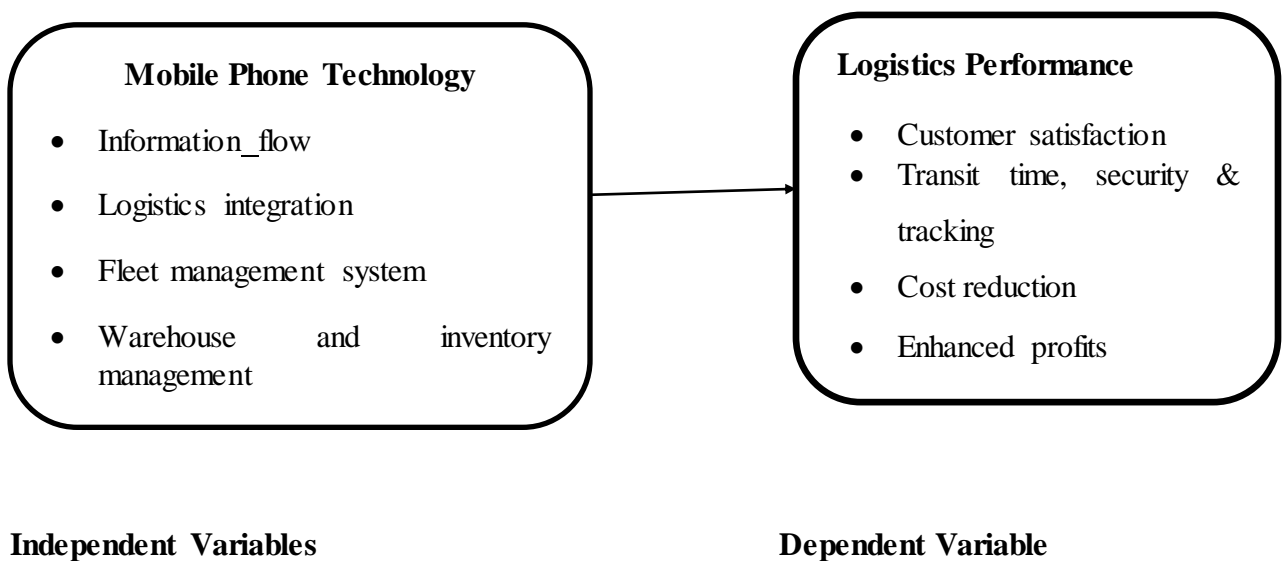 Mobile Phone Technology
• Information_flow
• Logistics integration
• Fleet management system
• Warehouse and inventory
management
Logistics Performance
• Customer satisfaction
• Transit time, security &
tracking
• Cost reduction
• Enhanced profits
Independent Variables
Dependent Variable